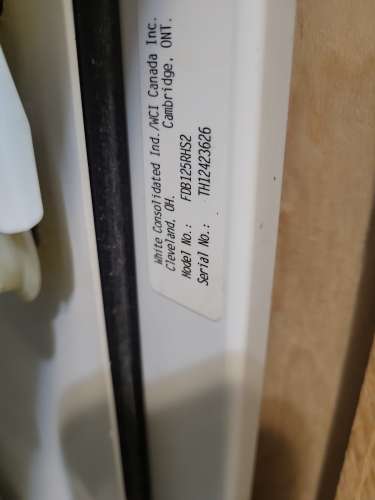 White Consolidated Ind./WCI Canada Inc.
Cleveland, OH. Cambridge, ONT.
Model No.: FDB125RHS2
Serial No.: TH12423626